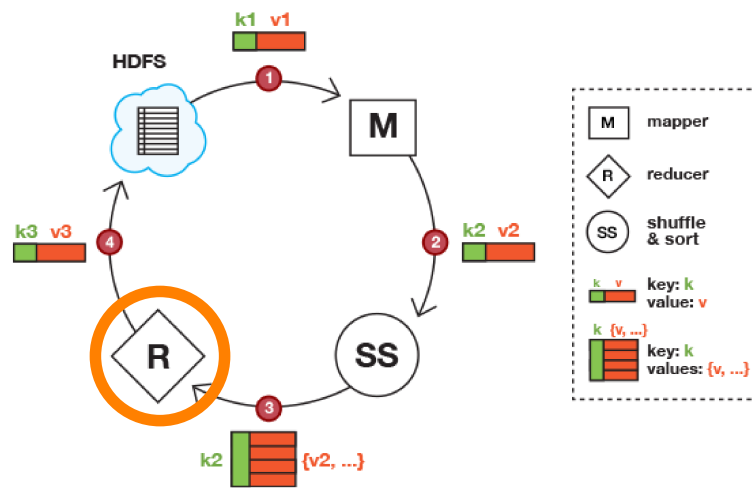 k1 v1
HDFS
1
M
k3 v3
4
2
k2 v2
R
SS
3
k2 {v2, ...}
M mapper
R reducer
SS shuffle
& sort
k v
key: k
value: v
k {v, ...}
key: k
values: {v, ...}